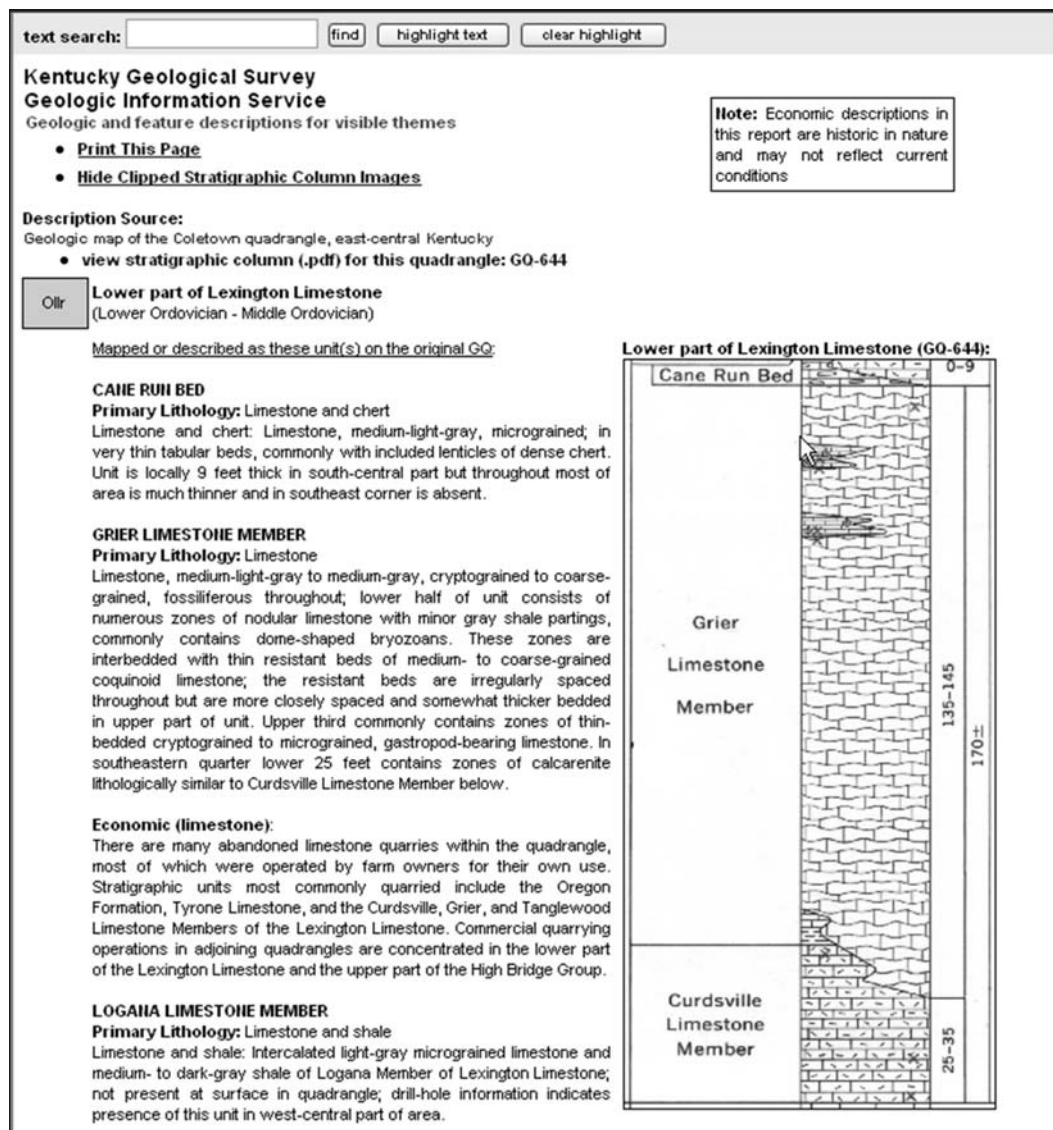 text search:
find
highlight text
clear highlight
Kentucky Geological Survey
Geologic Information Service
Geologic and feature descriptions for visible themes
• Print This Page
• Hide Clipped Stratigraphic Column Images
Note: Economic descriptions in
this report are historic in nature
and may not reflect current
conditions
Description Source:
Geologic map of the Coletown quadrangle, east-central Kentucky
• view stratigraphic column (.pdf) for this quadrangle: GQ-644
Ollr
Lower part of Lexington Limestone
(Lower Ordovician - Middle Ordovician)
Mapped or described as these unit(s) on the original GQ:
CANE RUN BED
Primary Lithology: Limestone and chert
Limestone and chert: Limestone, medium-light-gray, micrograined; in
very thin tabular beds, commonly with included lenticles of dense chert.
Unit is locally 9 feet thick in south-central part but throughout most of
area is much thinner and in southeast corner is absent.
GRIER LIMESTONE MEMBER
Primary Lithology: Limestone
Limestone, medium-light-gray to medium-gray, cryptograined to coarse-
grained, fossiliferous throughout; lower half of unit consists of
numerous zones of nodular limestone with minor gray shale partings,
commonly contains dome-shaped bryozoans. These zones are
interbedded with thin resistant beds of medium- to coarse-grained
coquinoid limestone; the resistant beds are irregularly spaced
throughout but are more closely spaced and somewhat thicker bedded
in upper part of unit. Upper third commonly contains zones of thin-
bedded cryptograined to micrograined, gastropod-bearing limestone. In
southeastern quarter lower 25 feet contains zones of calcarenite
lithologically similar to Curdsville Limestone Member below.
Economic (limestone):
There are many abandoned limestone quarries within the quadrangle,
most of which were operated by farm owners for their own use.
Stratigraphic units most commonly quarried include the Oregon
Formation, Tyrone Limestone, and the Curdsville, Grier, and Tanglewood
Limestone Members of the Lexington Limestone. Commercial quarrying
operations in adjoining quadrangles are concentrated in the lower part
of the Lexington Limestone and the upper part of the High Bridge Group.
LOGANA LIMESTONE MEMBER
Primary Lithology: Limestone and shale
Limestone and shale: Intercalated light-gray micrograined limestone and
medium- to dark-gray shale of Logana Member of Lexington Limestone;
not present at surface in quadrangle; drill-hole information indicates
presence of this unit in west-central part of area.
Lower part of Lexington Limestone (GQ-644):
Cane Run Bed
0-9
Grier
Limestone
Member
135-145
170±
Curdsville
Limestone
Member
25-35